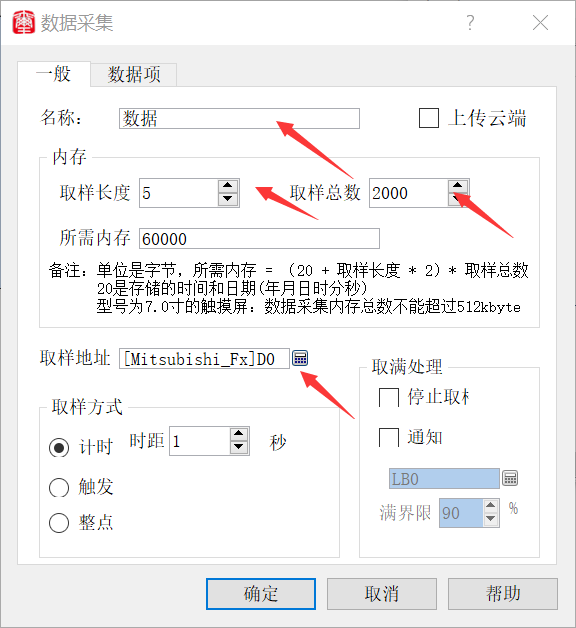 数据采集
一般 数据项
名称： 数据 上传云端
内存
取样长度 5 取样总数 2000
所需内存 60000
备注：单位是字节，所需内存 = （20 + 取样长度 * 2）* 取样总数
20是存储的时间和日期(年月日时分秒)
型号为7.0寸的触摸屏：数据采集内存总数不能超过512kbyte
取样地址 [Mitsubishi_Fx]D0
取满处理
停止取样
通知
LB0
满界限 90 %
取样方式
计时 时距 1 秒
触发
整点
确定 取消 帮助